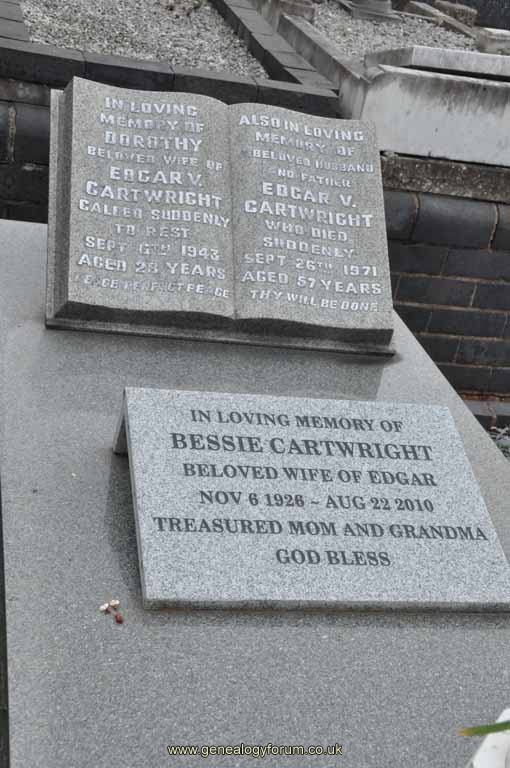 IN LOVING
MEMORY OF
DOROTHY
BELOVED WIFE OF
EDGAR V.
CARTWRIGHT
CALLED SUDDENLY
TO REST
SEPT 1943
AGED 28 YEARS
PEACE PERFECT PEACE
ALSO IN LOVING
MEMORY OF
BELOVED HUSBAND
AND FATHER
EDGAR V.
CARTWRIGHT
WHO DIED
SUDDENLY
SEPT 26TH 1971
AGED 57 YEARS
THY WILL BE DONE
IN LOVING MEMORY OF
BESSIE CARTWRIGHT
BELOVED WIFE OF EDGAR
NOV 6 1926 ~ AUG 22 2010
TREASURED MOM AND GRANDMA
GOD BLESS
www.genealogyforum.co.uk